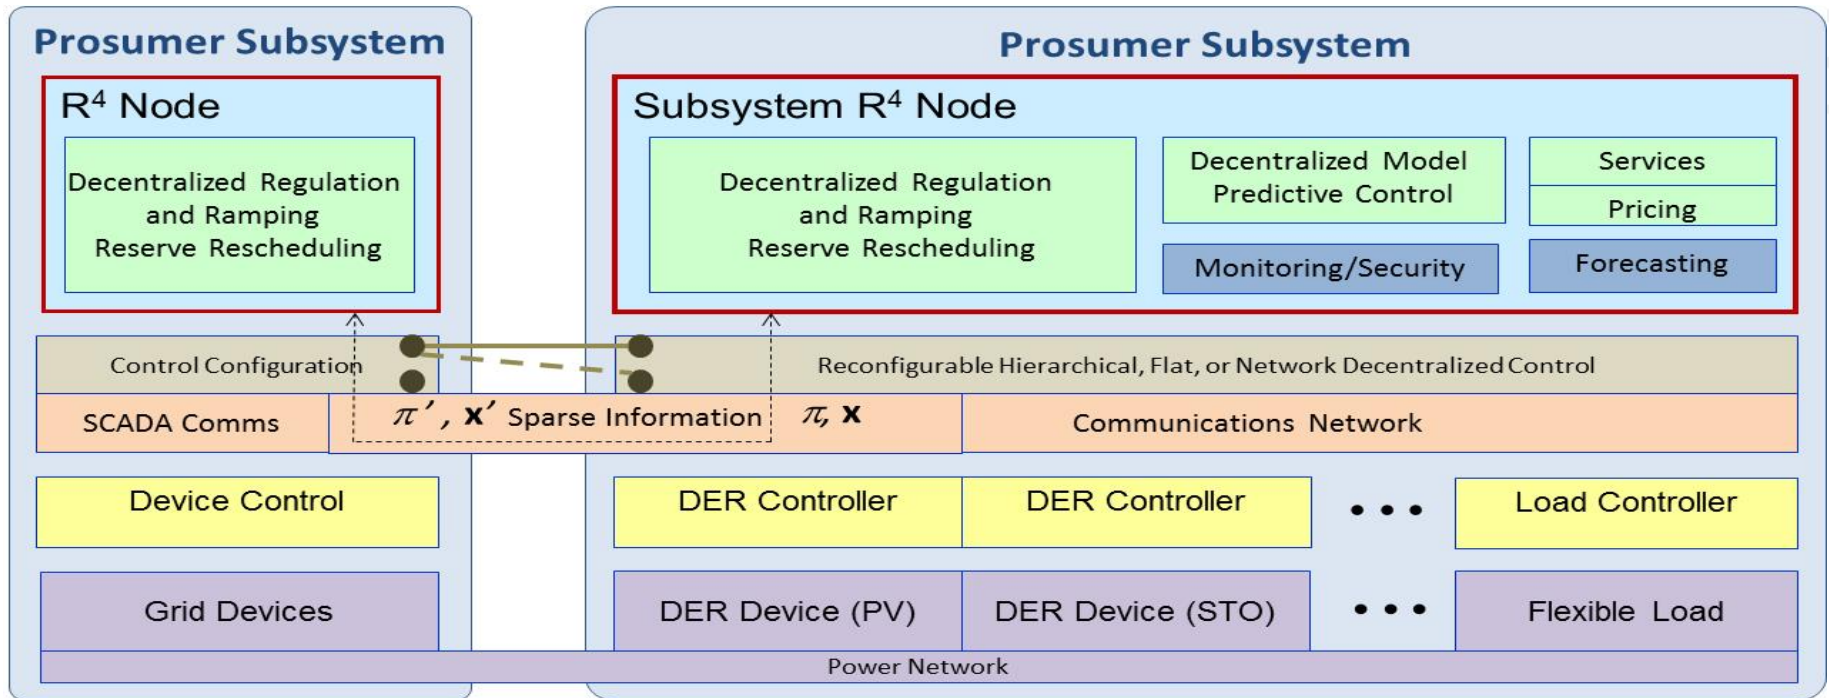 Prosumer Subsystem
R⁴ Node
Decentralized Regulation
and Ramping
Reserve Rescheduling
Control Configuration
SCADA Comms
Device Control
Grid Devices
Prosumer Subsystem
Subsystem R⁴ Node
Decentralized Regulation
and Ramping
Reserve Rescheduling
Decentralized Model
Predictive Control
Monitoring/Security
Services
Pricing
Forecasting
Reconfigurable Hierarchical, Flat, or Network Decentralized Control
π′, x′ Sparse Information π, x
Communications Network
DER Controller
DER Controller
• • •
Load Controller
DER Device (PV)
DER Device (STO)
• • •
Flexible Load
Power Network